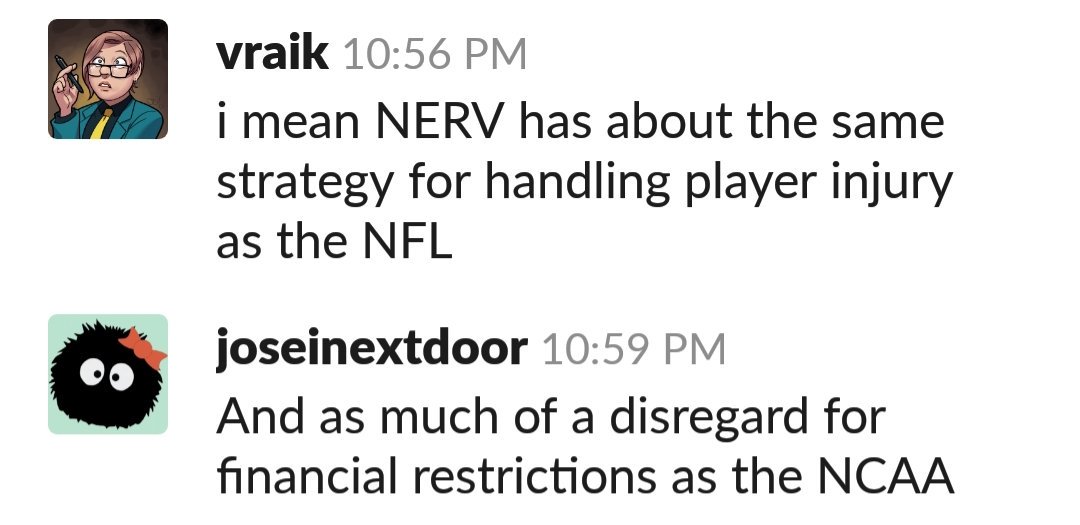 vraik 10:56 PM
i mean NERV has about the same
strategy for handling player injury
as the NFL
joseinextdoor 10:59 PM
And as much of a disregard for
financial restrictions as the NCAA